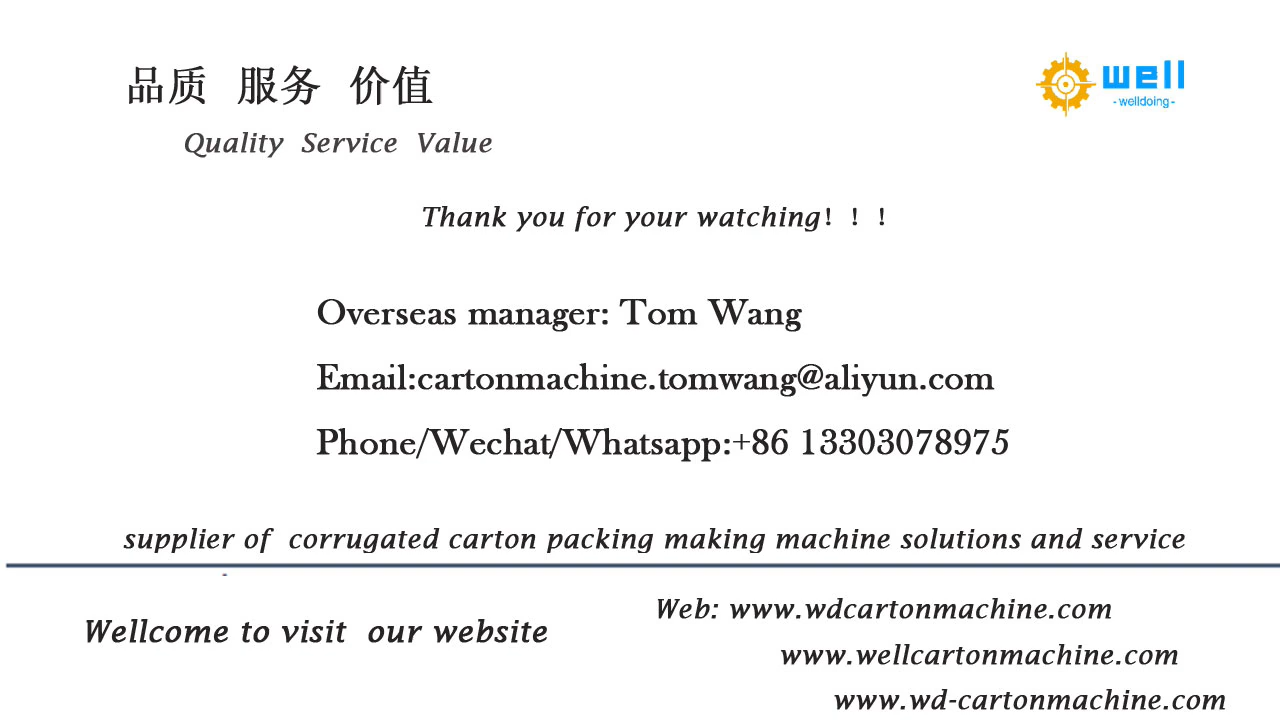 品质 服务 价值
Quality Service Value
well
-welldoing-
Thank you for your watching！！！
Overseas manager: Tom Wang
Email:cartonmachine.tomwang@aliyun.com
Phone/Wechat/Whatsapp:+86 13303078975
supplier of corrugated carton packing making machine solutions and service
Wellcome to visit our website
Web: www.wdcartonmachine.com
www.wellcartonmachine.com
www.wd-cartonmachine.com